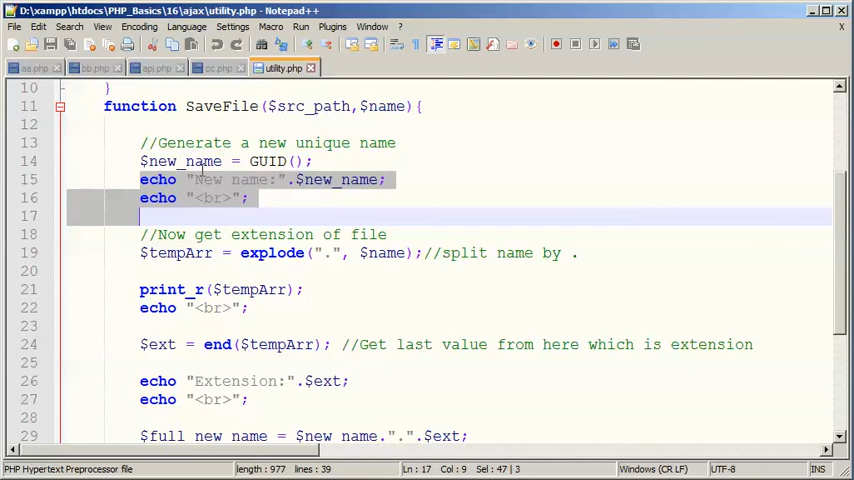 D:\xampp\htdocs\PHP_Basics\16\ajax\utility.php - Notepad++
File Edit Search View Encoding Language Settings Macro Run Plugins Window ?
X
aa.php bb.php api.php cc.php utility.php
10 }
11 function SaveFile($src_path,$name){
12
13 //Generate a new unique name
14 $new_name = GUID();
15 echo "New name:".$new_name;
16 echo "<br>";
17
18 //Now get extension of file
19 $tempArr = explode(".", $name);//split name by .
20
21 print_r($tempArr);
22 echo "<br>";
23
24 $ext = end($tempArr); //Get last value from here which is extension
25
26 echo "Extension:".$ext;
27 echo "<br>";
28
29 $full_new_name = $new_name.".".$ext;
PHP Hypertext Preprocessor file length : 977 lines : 39 Ln : 17 Col : 9 Sel : 47 | 3 Windows (CR LF) UTF-8 INS